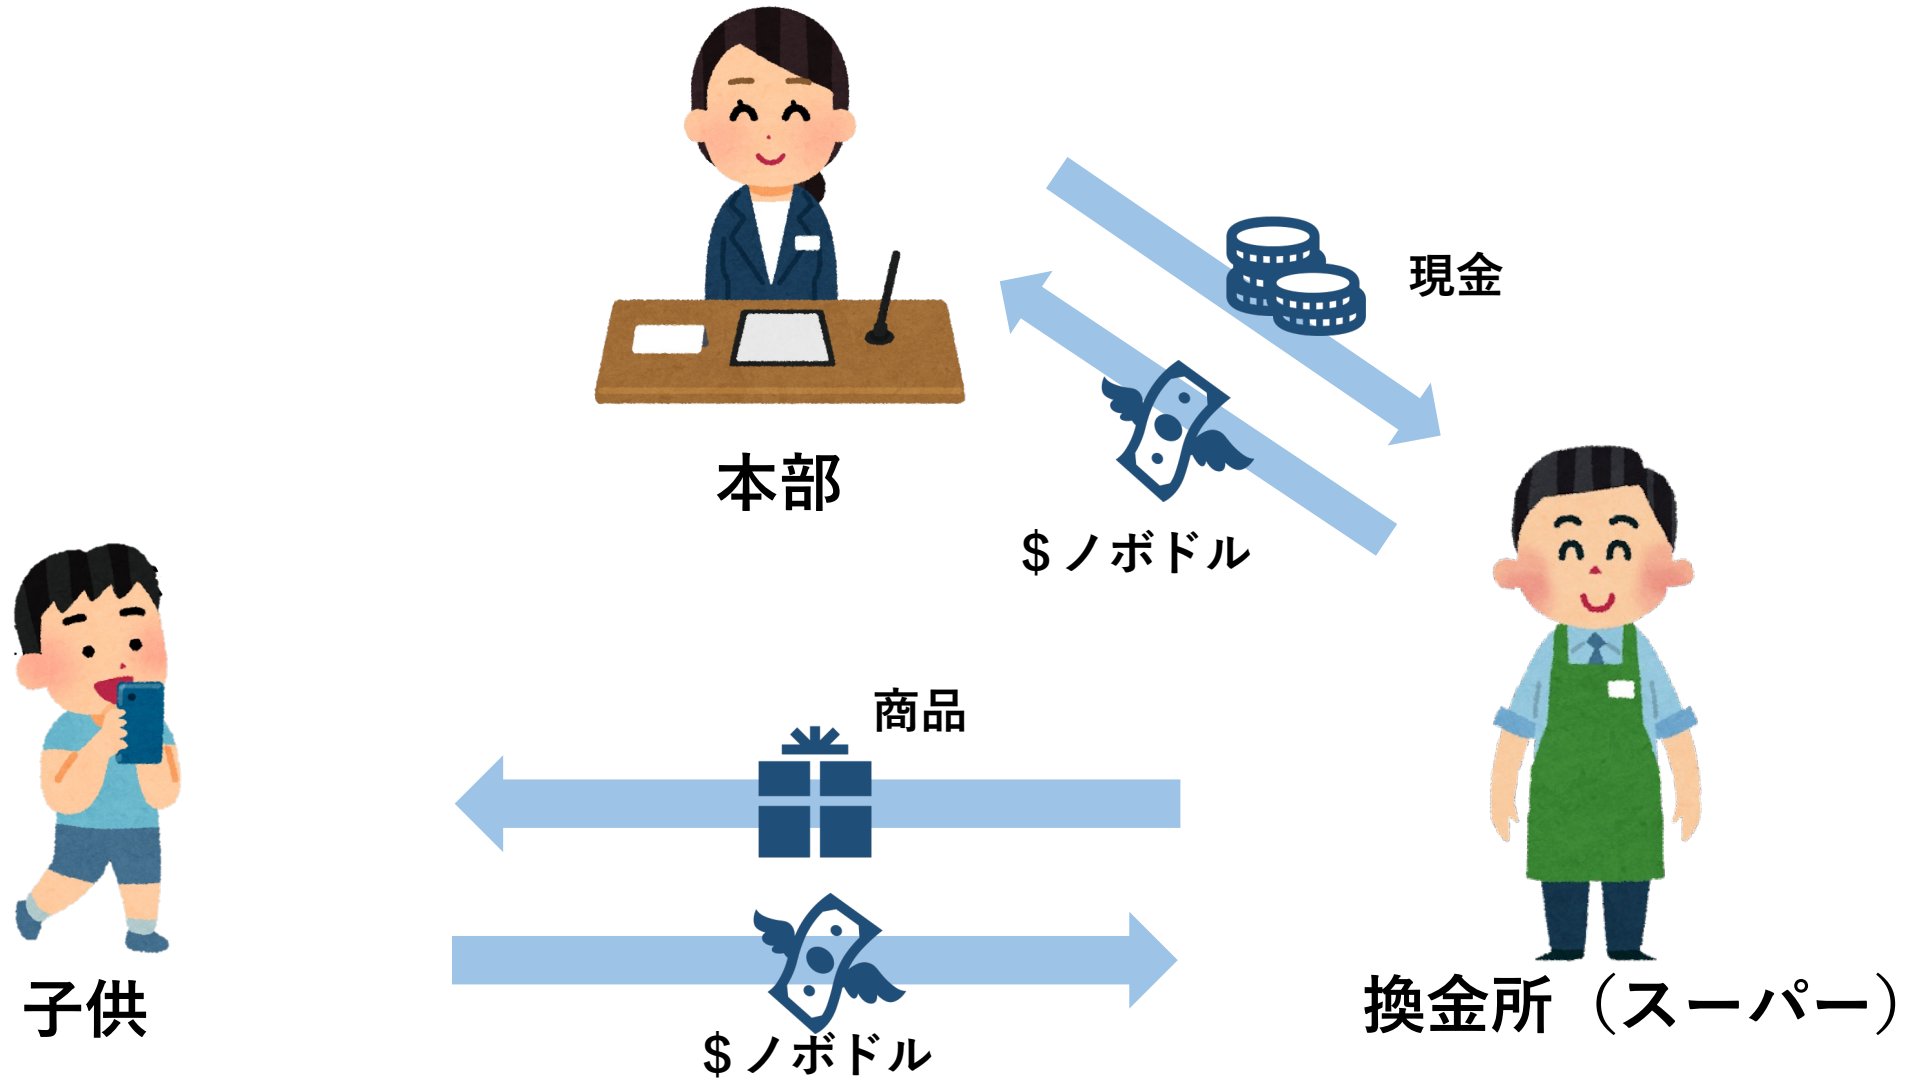 現金
本部
＄ノボドル
商品
子供
換金所（スーパー）
＄ノボドル